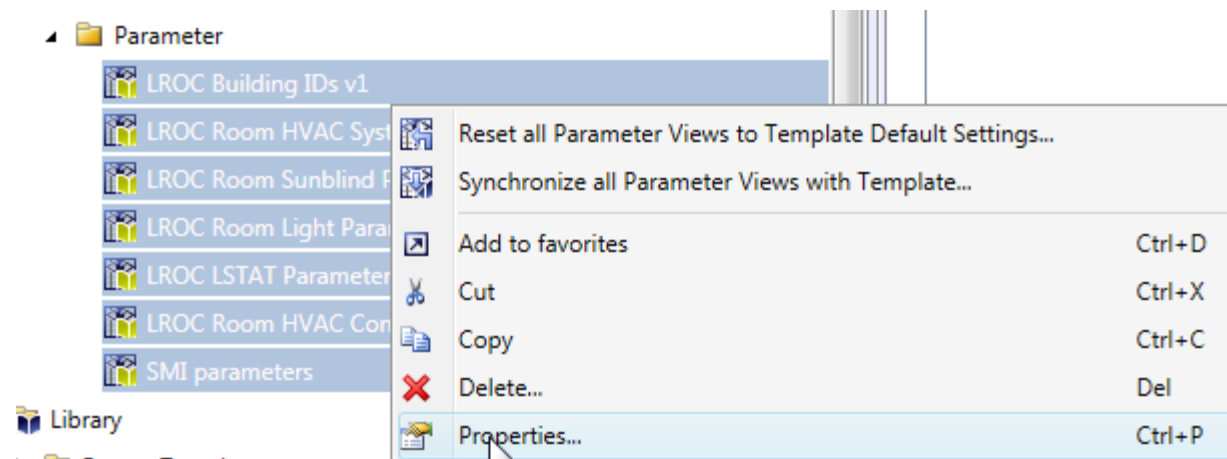 Parameter
LROC Building IDs v1
LROC Room HVAC Syst
Reset all Parameter Views to Template Default Settings...
LROC Room Sunblind P
Synchronize all Parameter Views with Template...
LROC Room Light Para
Add to favorites Ctrl+D
LROC LSTAT Parameter
Cut Ctrl+X
LROC Room HVAC Con
Copy Ctrl+C
SMI parameters
Delete... Del
Library
Properties... Ctrl+P